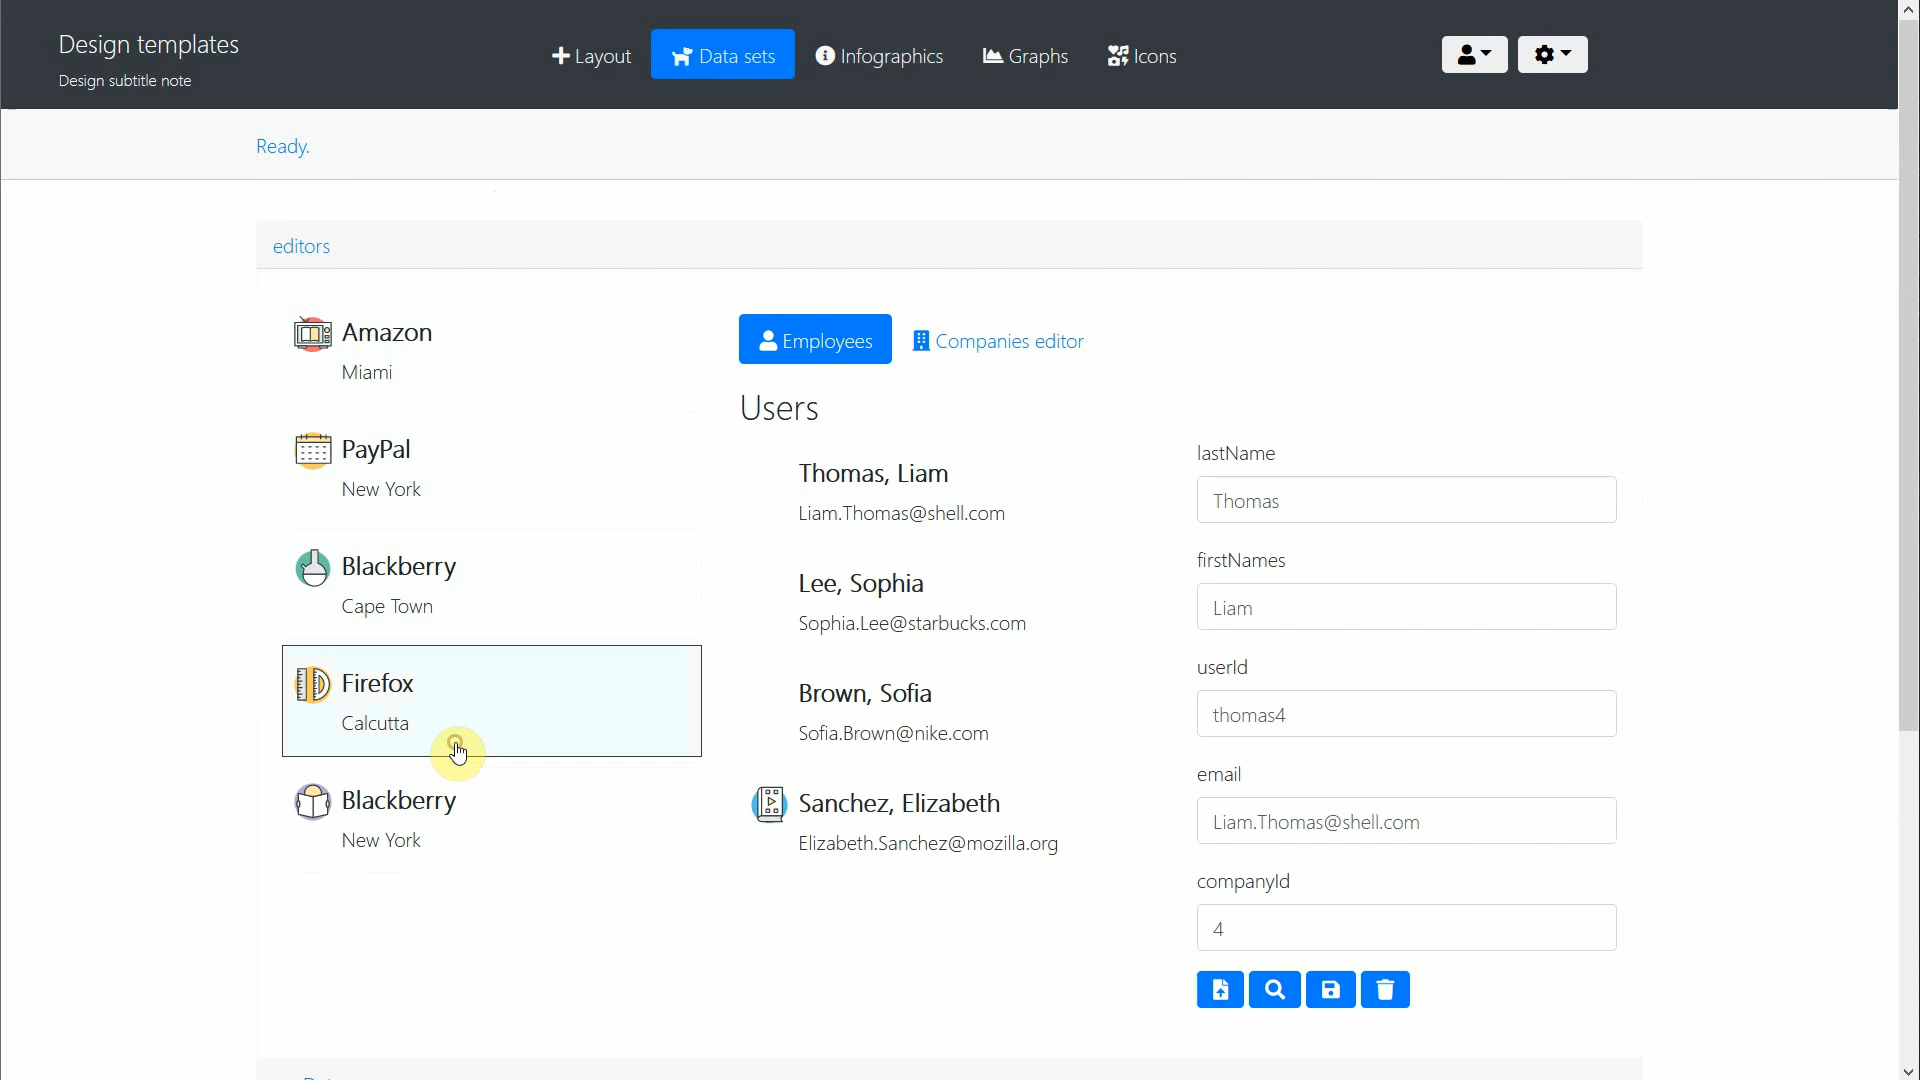 Design templates
Design subtitle note
Layout
Data sets
Infographics
Graphs
Icons
Ready.
editors
Amazon
Miami
PayPal
New York
Blackberry
Cape Town
Firefox
Calcutta
Blackberry
New York
Employees
Companies editor
Users
Thomas, Liam
Liam.Thomas@shell.com
Lee, Sophia
Sophia.Lee@starbucks.com
Brown, Sofia
Sofia.Brown@nike.com
Sanchez, Elizabeth
Elizabeth.Sanchez@mozilla.org
lastName
Thomas
firstNames
Liam
userId
thomas4
email
Liam.Thomas@shell.com
companyId
4